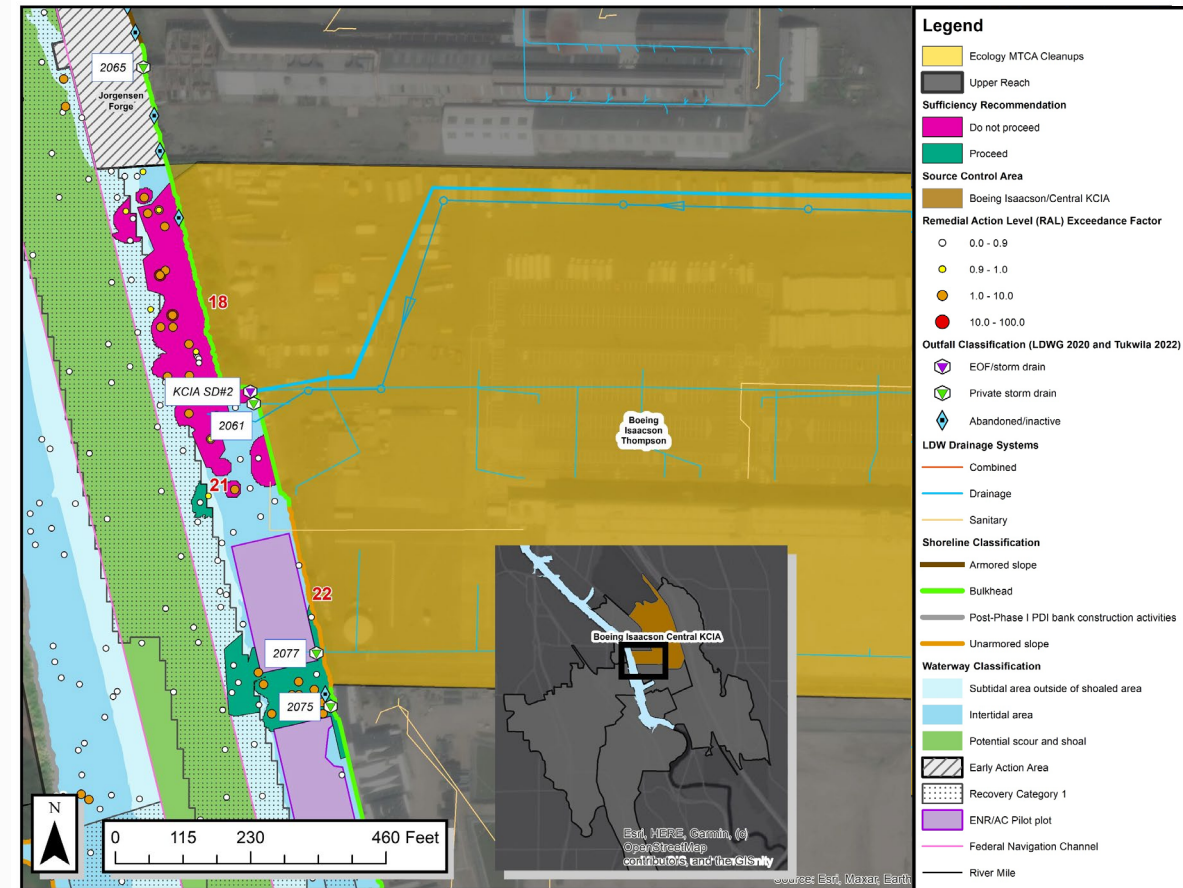 2065
Jorgensen
Forge
18
KCIA SD#2
2061
21
Boeing
Isaacson
Thompson
22
2077
2075
Boeing Isaacson Central KCIA
Esri, HERE, Garmin, (c)
OpenStreetMap
contributors, and the GIS
N
0 115 230 460 Feet
Source: Esri, Maxar, Earth
Legend
Ecology MTCA Cleanups
Upper Reach
Sufficiency Recommendation
Do not proceed
Proceed
Source Control Area
Boeing Isaacson/Central KCIA
Remedial Action Level (RAL) Exceedance Factor
0.0 - 0.9
0.9 - 1.0
1.0 - 10.0
10.0 - 100.0
Outfall Classification (LDWG 2020 and Tukwila 2022)
EOF/storm drain
Private storm drain
Abandoned/inactive
LDW Drainage Systems
Combined
Drainage
Sanitary
Shoreline Classification
Armored slope
Bulkhead
Post-Phase I PDI bank construction activities
Unarmored slope
Waterway Classification
Subtidal area outside of shoaled area
Intertidal area
Potential scour and shoal
Early Action Area
Recovery Category 1
ENR/AC Pilot plot
Federal Navigation Channel
River Mile